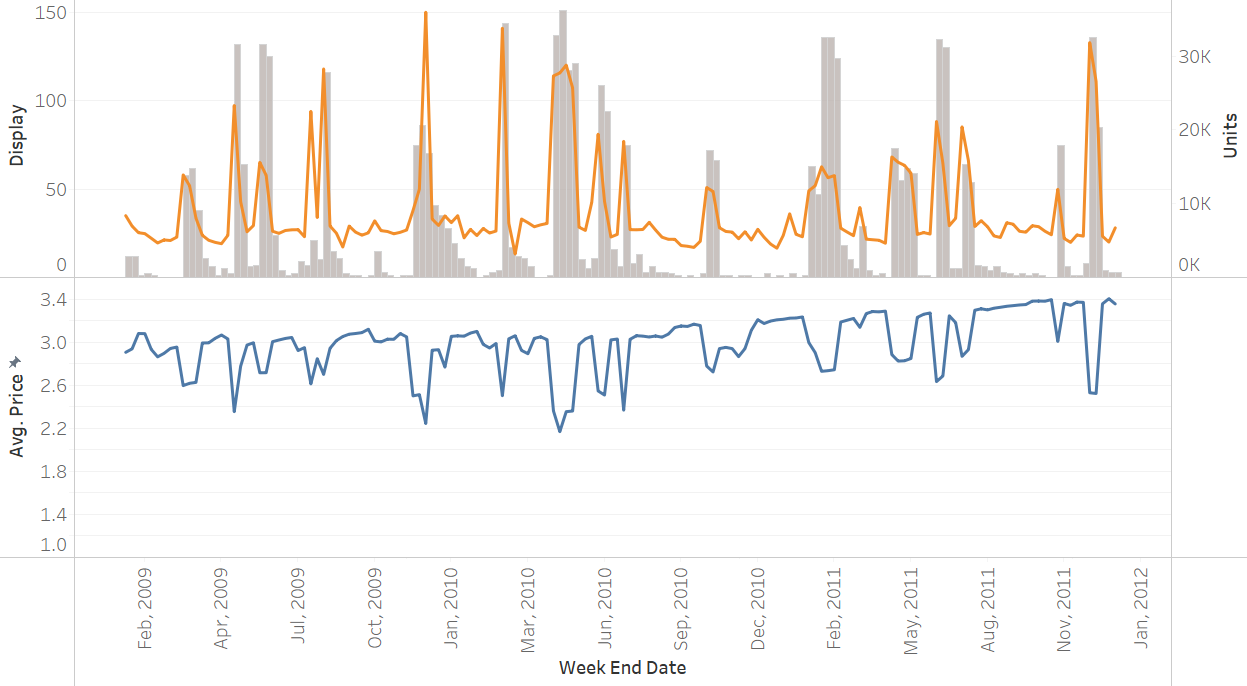 150
100
50
0
Display
30K
20K
10K
0K
Units
3.4
3.0
2.6
2.2
1.8
1.4
1.0
Avg. Price
Feb, 2009
Apr, 2009
Jul, 2009
Oct, 2009
Jan, 2010
Mar, 2010
Jun, 2010
Sep, 2010
Dec, 2010
Feb, 2011
May, 2011
Aug, 2011
Nov, 2011
Jan, 2012
Week End Date